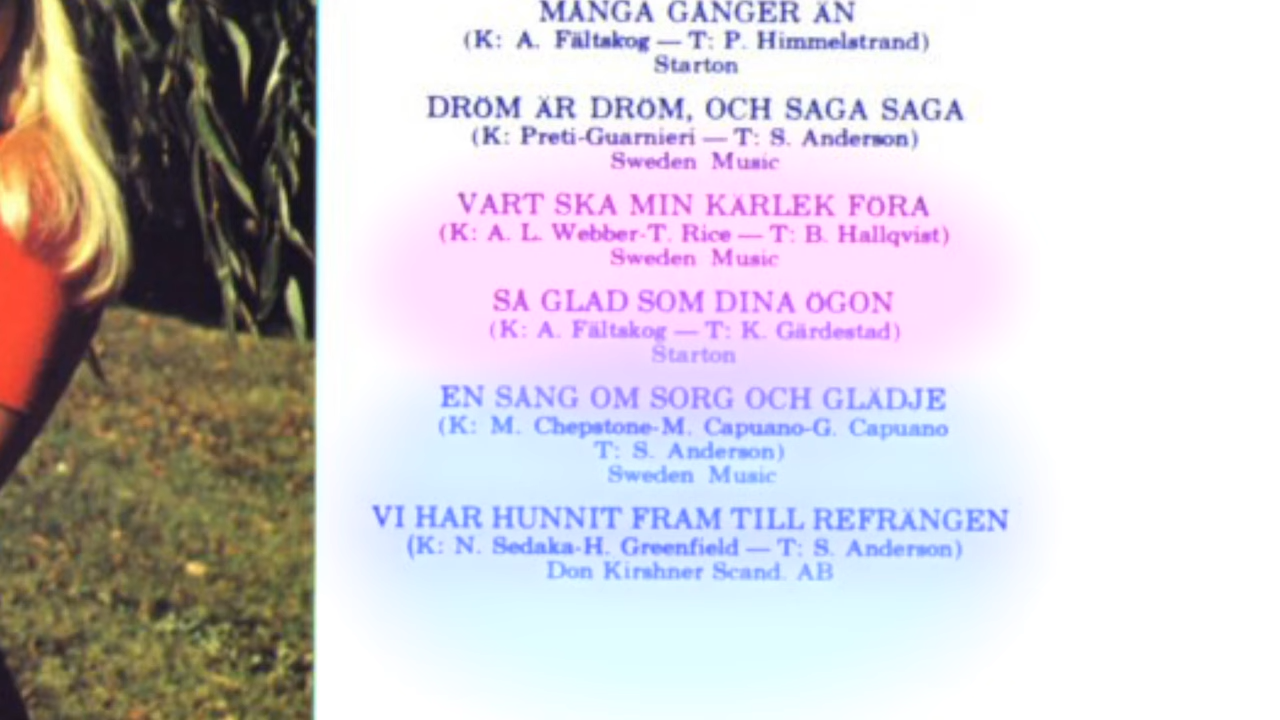 MÅNGA GÅNGER ÄN
(K: A. Fältskog — T: P. Himmelstrand)
Starton
DRÖM ÄR DRÖM, OCH SAGA SAGA
(K: Preti-Guarnieri — T: S. Anderson)
Sweden Music
VART SKA MIN KÄRLEK FÖRA
(K: A. L. Webber-T. Rice — T: B. Hallqvist)
Sweden Music
SÅ GLAD SOM DINA ÖGON
(K: A. Fältskog — T: K. Gärdestad)
Starton
EN SÅNG OM SORG OCH GLÄDJE
(K: M. Chepstone-M. Capuano-G. Capuano
T: S. Anderson)
Sweden Music
VI HAR HUNNIT FRAM TILL REFRÄNGEN
(K: N. Sedaka-H. Greenfield — T: S. Anderson)
Don Kirshner Scand. AB